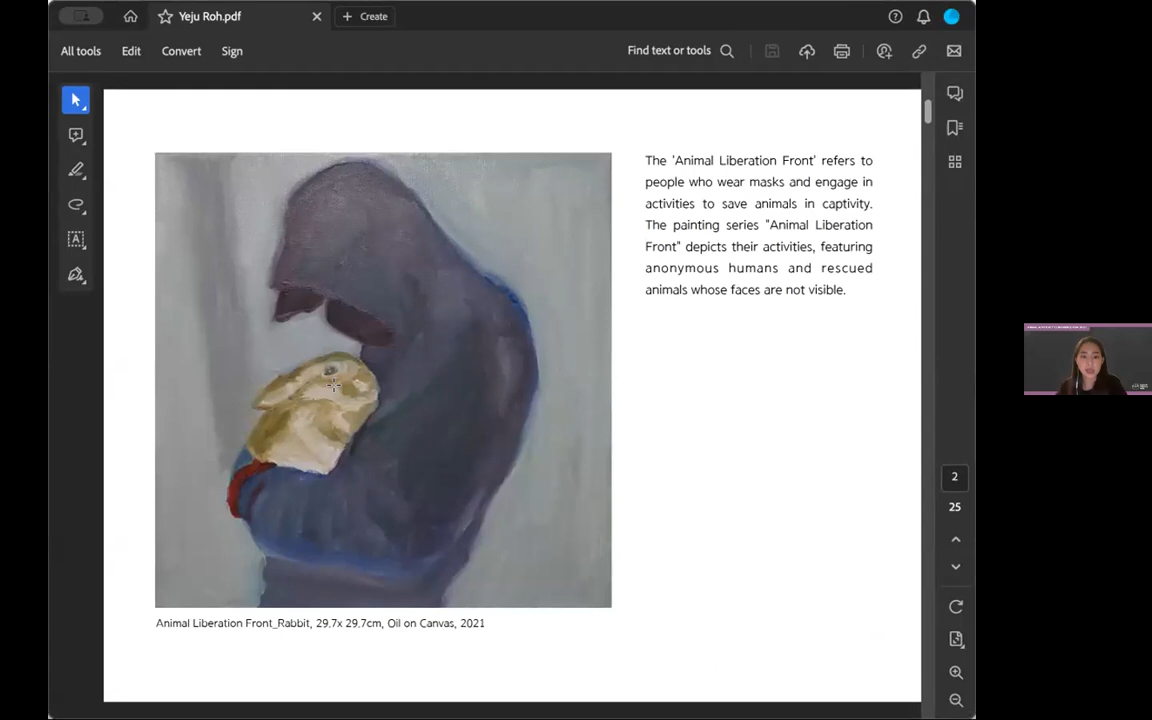 Yeju Roh.pdf
Create
All tools
Edit
Convert
Sign
Find text or tools
The 'Animal Liberation Front' refers to
people who wear masks and engage in
activities to save animals in captivity.
The painting series "Animal Liberation
Front" depicts their activities, featuring
anonymous humans and rescued
animals whose faces are not visible.
2
25
Animal Liberation Front_Rabbit, 29.7x 29.7cm, Oil on Canvas, 2021